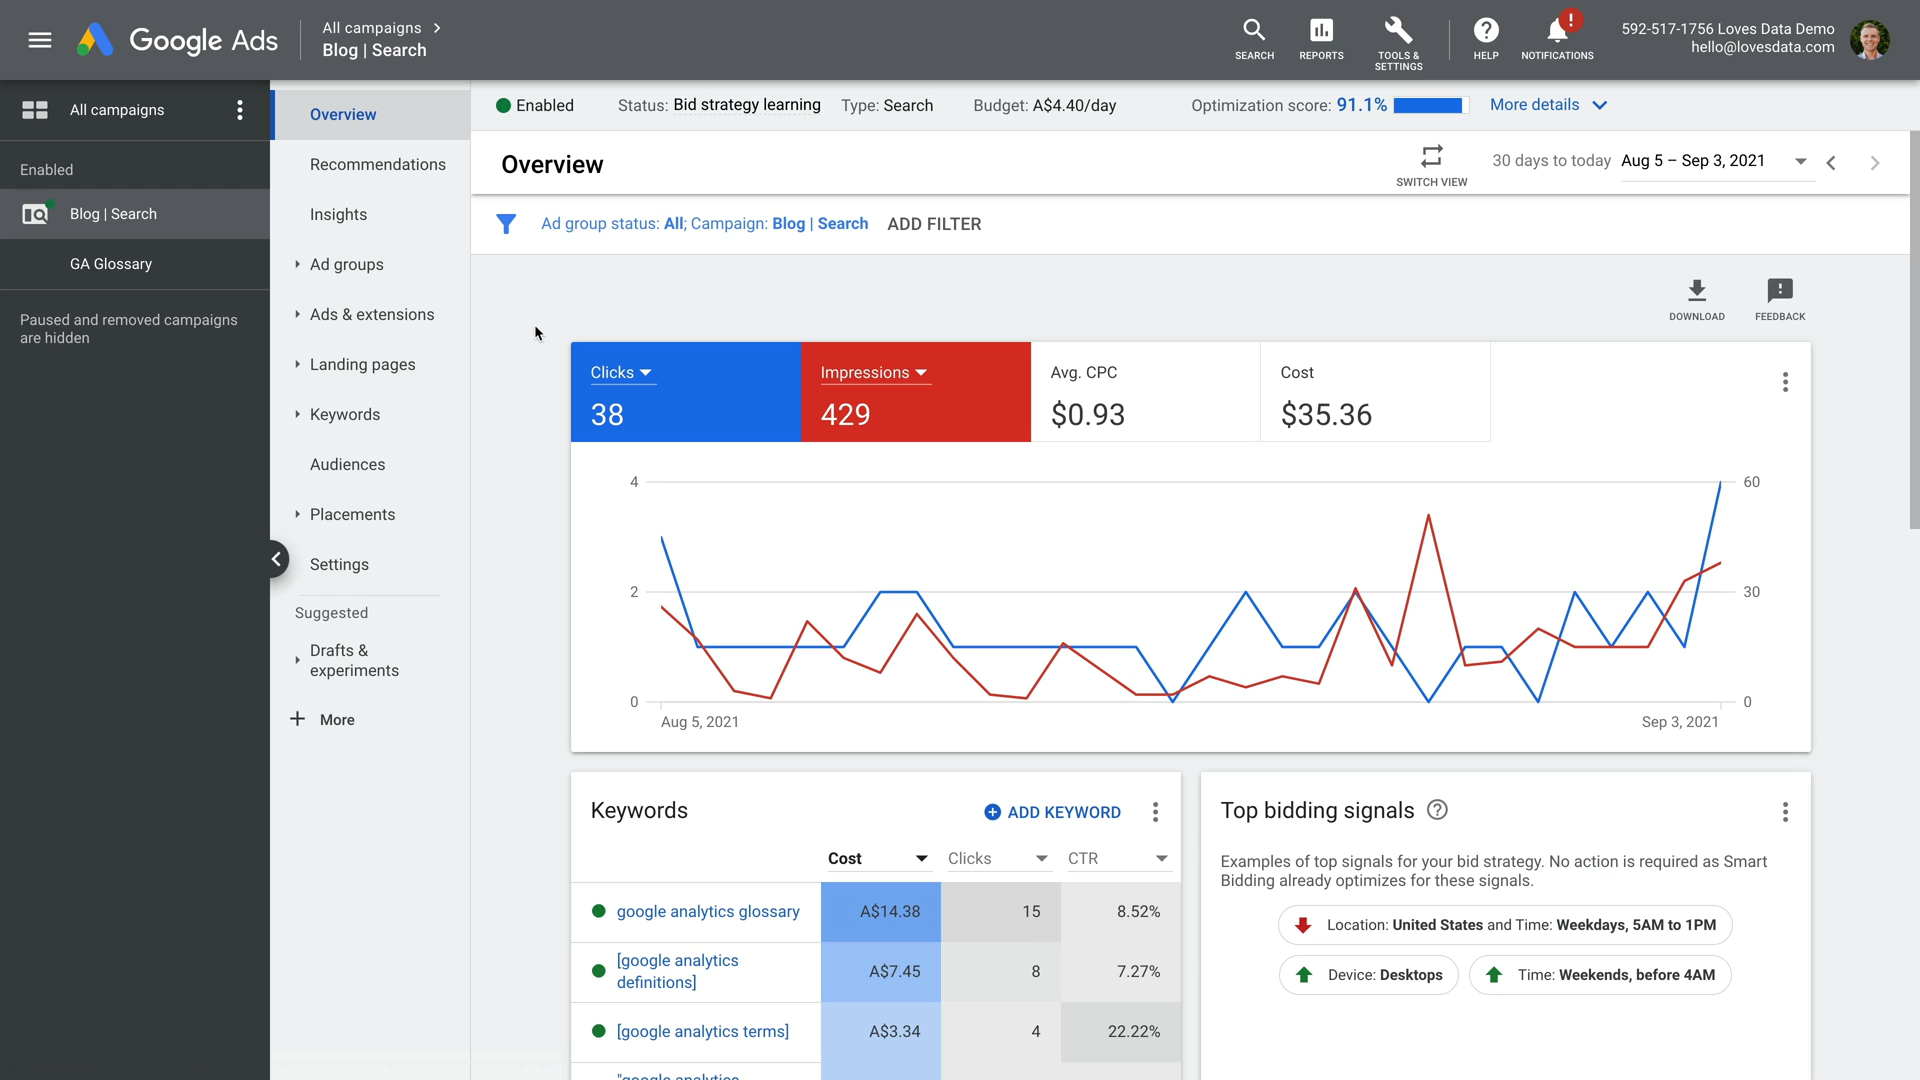 Google Ads
All campaigns
Blog | Search
SEARCH
REPORTS
TOOLS &
SETTINGS
HELP
!
NOTIFICATIONS
592-517-1756 Loves Data Demo
hello@lovesdata.com
All campaigns
Enabled
Blog | Search
GA Glossary
Paused and removed campaigns
are hidden
Overview
Recommendations
Insights
Ad groups
Ads & extensions
Landing pages
Keywords
Audiences
Placements
Settings
Suggested
Drafts &
experiments
More
Enabled
Status: Bid strategy learning
Type: Search
Budget: A$4.40/day
Optimization score: 91.1%
More details
Overview
SWITCH VIEW
30 days to today Aug 5 – Sep 3, 2021
Ad group status: All; Campaign: Blog | Search
ADD FILTER
DOWNLOAD
FEEDBACK
Clicks
38
Impressions
429
Avg. CPC
$0.93
Cost
$35.36
4
2
0
60
30
0
Aug 5, 2021
Sep 3, 2021
Keywords
ADD KEYWORD
Cost
Clicks
CTR
google analytics glossary
A$14.38
15
8.52%
[google analytics
definitions]
A$7.45
8
7.27%
[google analytics terms]
A$3.34
4
22.22%
"google analytics
Top bidding signals
Examples of top signals for your bid strategy. No action is required as Smart
Bidding already optimizes for these signals.
Location: United States and Time: Weekdays, 5AM to 1PM
Device: Desktops
Time: Weekends, before 4AM